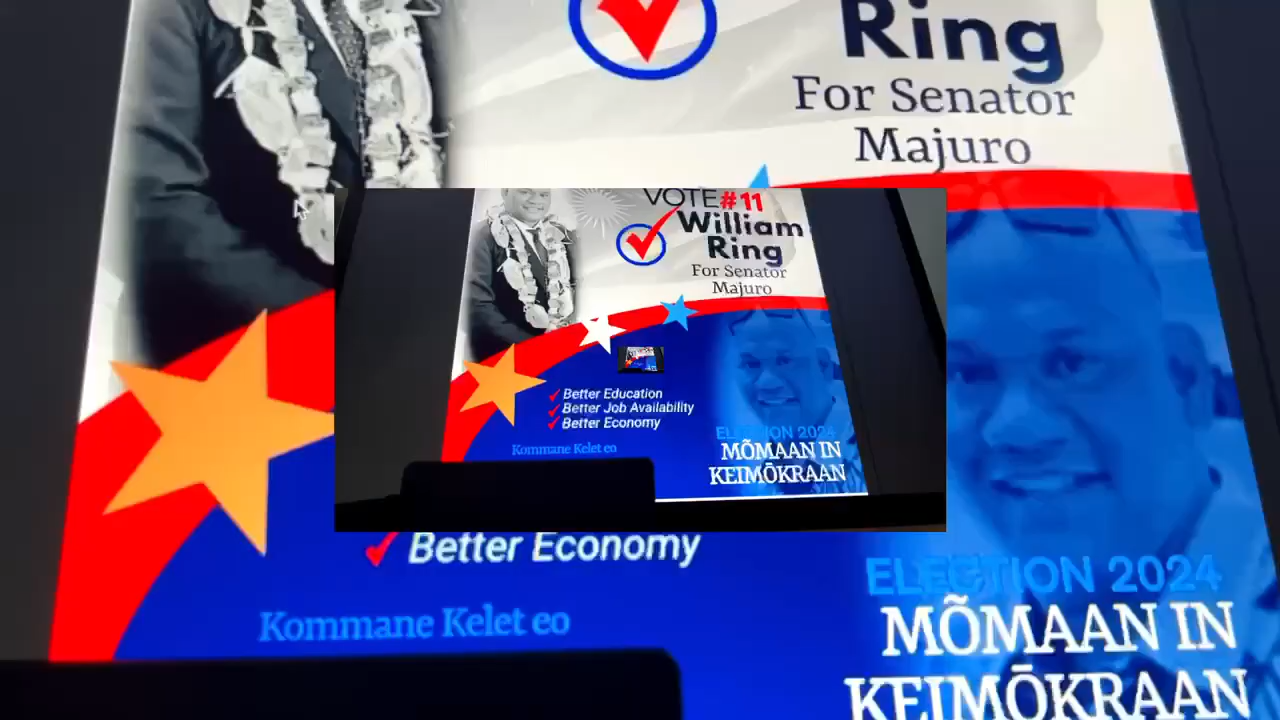 Ring
For Senator
Majuro
VOTE#11
William
Ring
For Senator
Majuro
Better Education
Better Job Availability
Better Economy
Kommane Kelet eo
ELECTION 2024
MÕMAAN IN
KEIMŌKRAAN
Better Economy
Kommane Kelet eo
ELECTION 2024
MÕMAAN IN
KEIMŌKRAAN